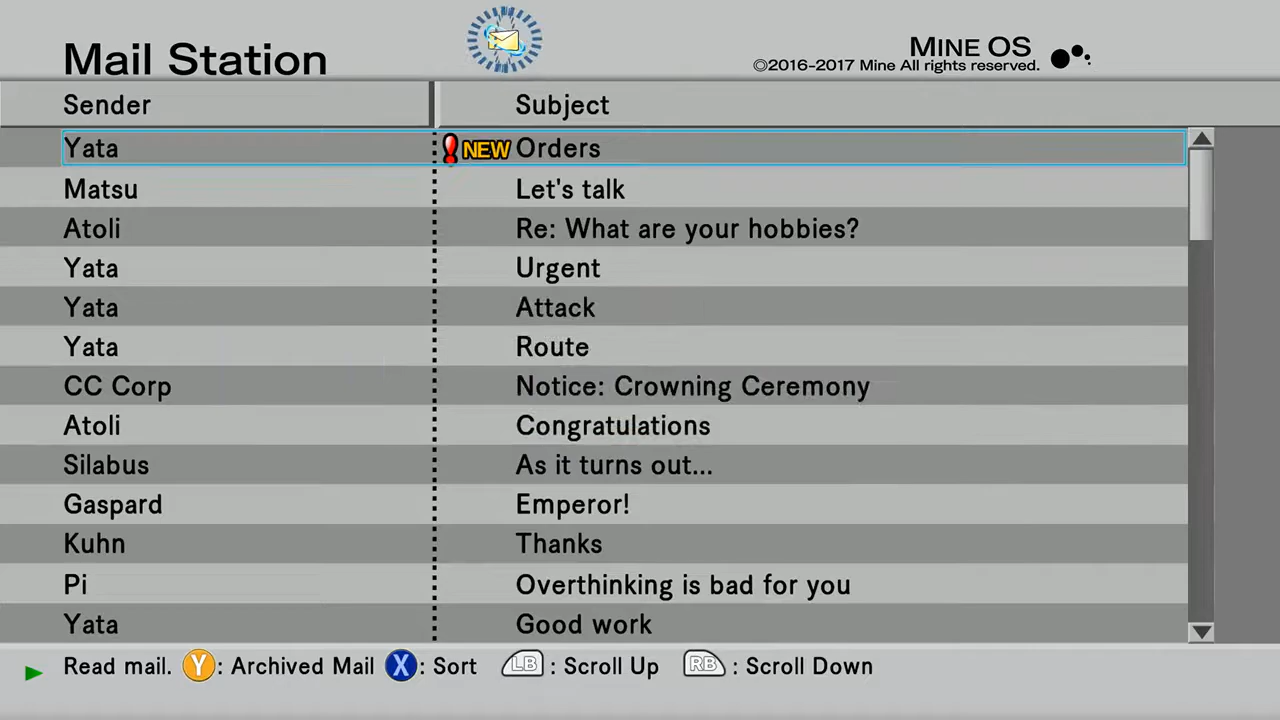 Mail Station
MINE OS
©2016-2017 Mine All rights reserved.
Sender Subject
Yata NEW Orders
Matsu Let's talk
Atoli Re: What are your hobbies?
Yata Urgent
Yata Attack
Yata Route
CC Corp Notice: Crowning Ceremony
Atoli Congratulations
Silabus As it turns out...
Gaspard Emperor!
Kuhn Thanks
Pi Overthinking is bad for you
Yata Good work
Read mail. Y: Archived Mail X: Sort LB: Scroll Up RB: Scroll Down